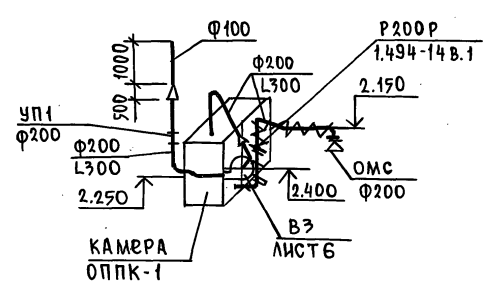 Ф100
P200P
1.494-14В.1
1000
500
Ф200
L300
2.150
УП1
Ф200
Ф200
L300
2.250
2.400
ОМС
Ф200
В3
ЛИСТ6
КАМЕРА
ОППК-1